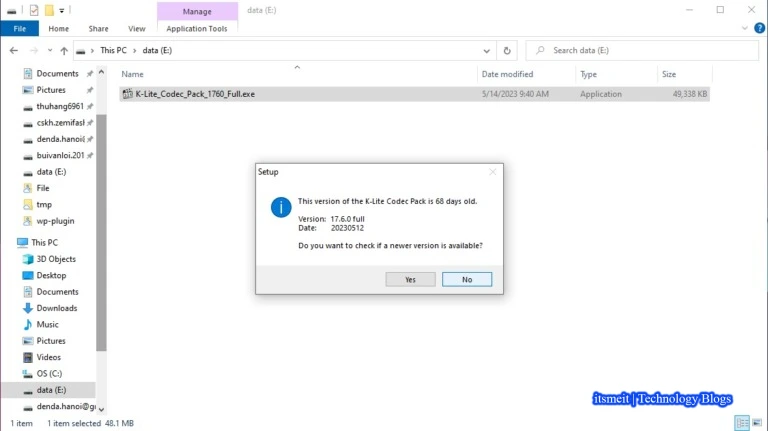 Manage
data (E:)
File
Home
Share
View
Application Tools
This PC
data (E:)
Search data (E:)
Documents
Pictures
thuhang6961
cskh.zemifas
denda.hanoi
buivanloi.201
data (E:)
File
tmp
wp-plugin
This PC
3D Objects
Desktop
Documents
Downloads
Music
Pictures
Videos
OS (C:)
data (E:)
denda.hanoi@g
Name
Date modified
Type
Size
K-Lite_Codec_Pack_1760_Full.exe
5/14/2023 9:40 AM
Application
49,338 KB
Setup
This version of the K-Lite Codec Pack is 68 days old.
Version: 17.6.0 full
Date: 20230512
Do you want to check if a newer version is available?
Yes
No
itsmeit | Technology Blogs
1 item
1 item selected 48.1 MB